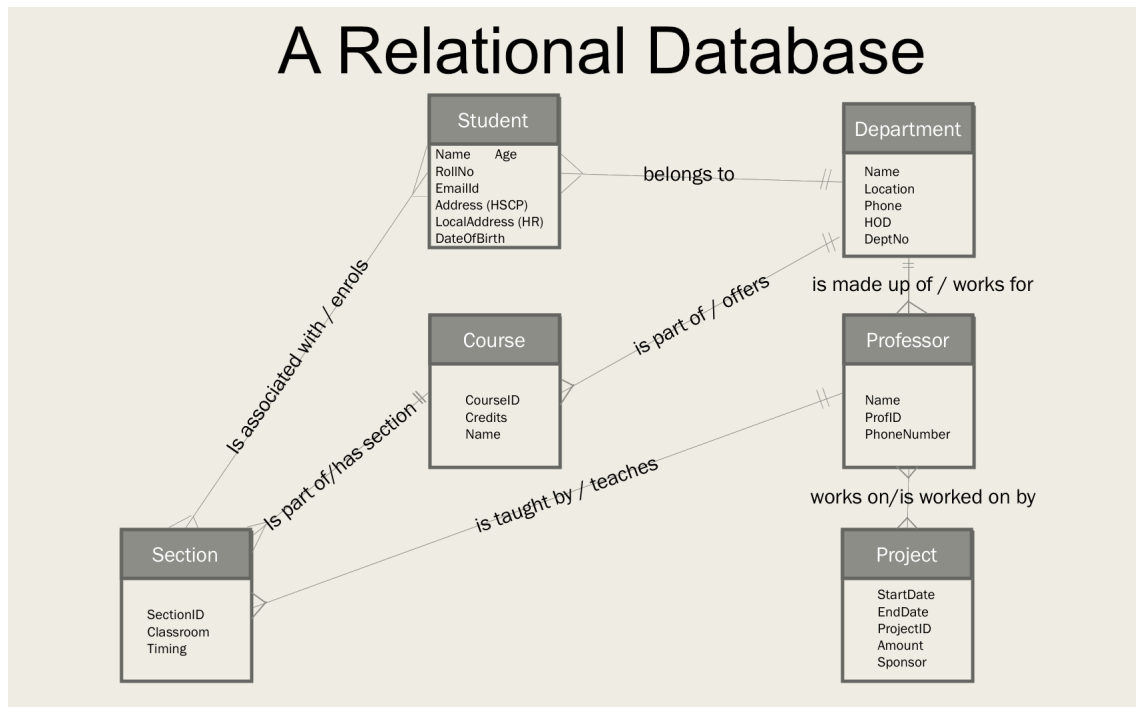 A Relational Database
Student
Name Age
RollNo
EmailId
Address (HSCP)
LocalAddress (HR)
DateOfBirth
belongs to
Department
Name
Location
Phone
HOD
DeptNo
Is associated with / enrols
is part of / offers
is made up of / works for
Course
CourseID
Credits
Name
Professor
Name
ProfID
PhoneNumber
Is part of/has section
is taught by / teaches
works on/is worked on by
Section
SectionID
Classroom
Timing
Project
StartDate
EndDate
ProjectID
Amount
Sponsor